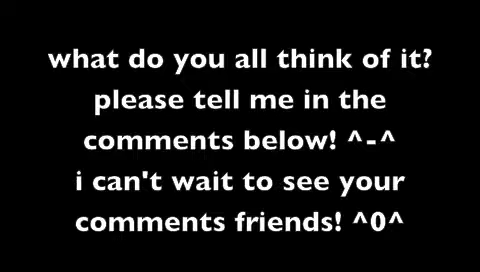 what do you all think of it?
please tell me in the
comments below! ^-^
i can't wait to see your
comments friends! ^0^